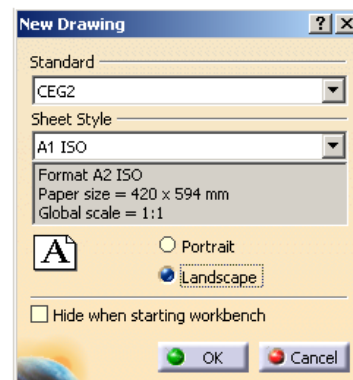 New Drawing
Standard
CEG2
Sheet Style
A1 ISO
Format A2 ISO
Paper size = 420 x 594 mm
Global scale = 1:1
A
Portrait
Landscape
Hide when starting workbench
OK Cancel